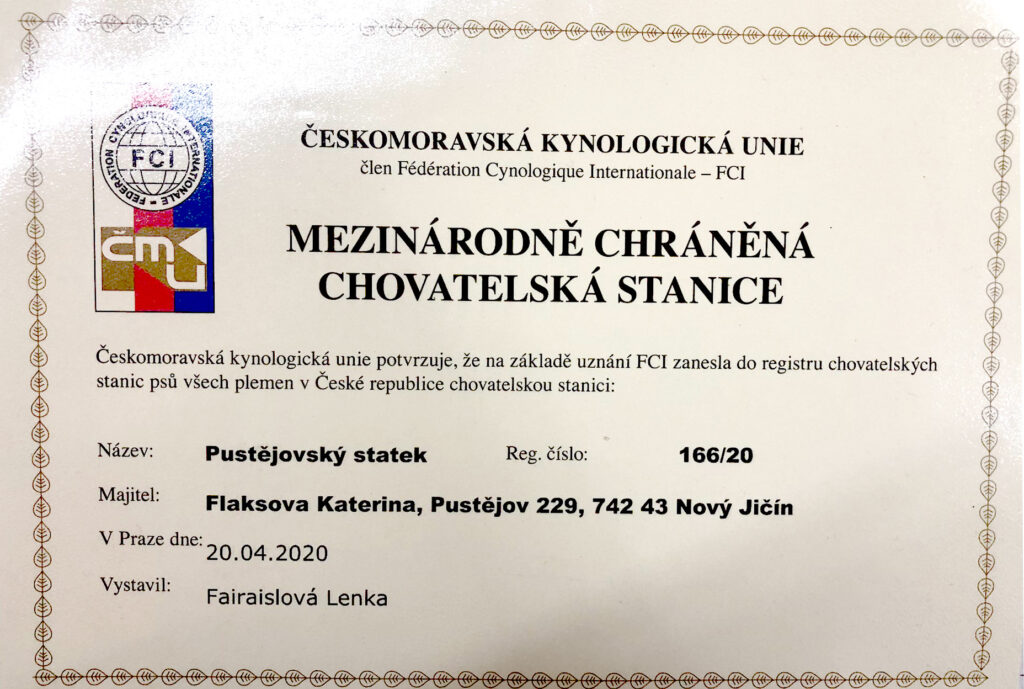 FEDERATION CYNOLOGIQUE INTERNATIONALE =
FCI
ČMKU
ČESKOMORAVSKÁ KYNOLOGICKÁ UNIE
člen Fédération Cynologique Internationale – FCI
MEZINÁRODNĚ CHRÁNĚNÁ
CHOVATELSKÁ STANICE
Českomoravská kynologická unie potvrzuje, že na základě uznání FCI zanesla do registru chovatelských
stanic psů všech plemen v České republice chovatelskou stanici:
Název: Pustějovský statek Reg. číslo: 166/20
Majitel: Flaksova Katerina, Pustějov 229, 742 43 Nový Jičín
V Praze dne: 20.04.2020
Vystavil: Fairaislová Lenka